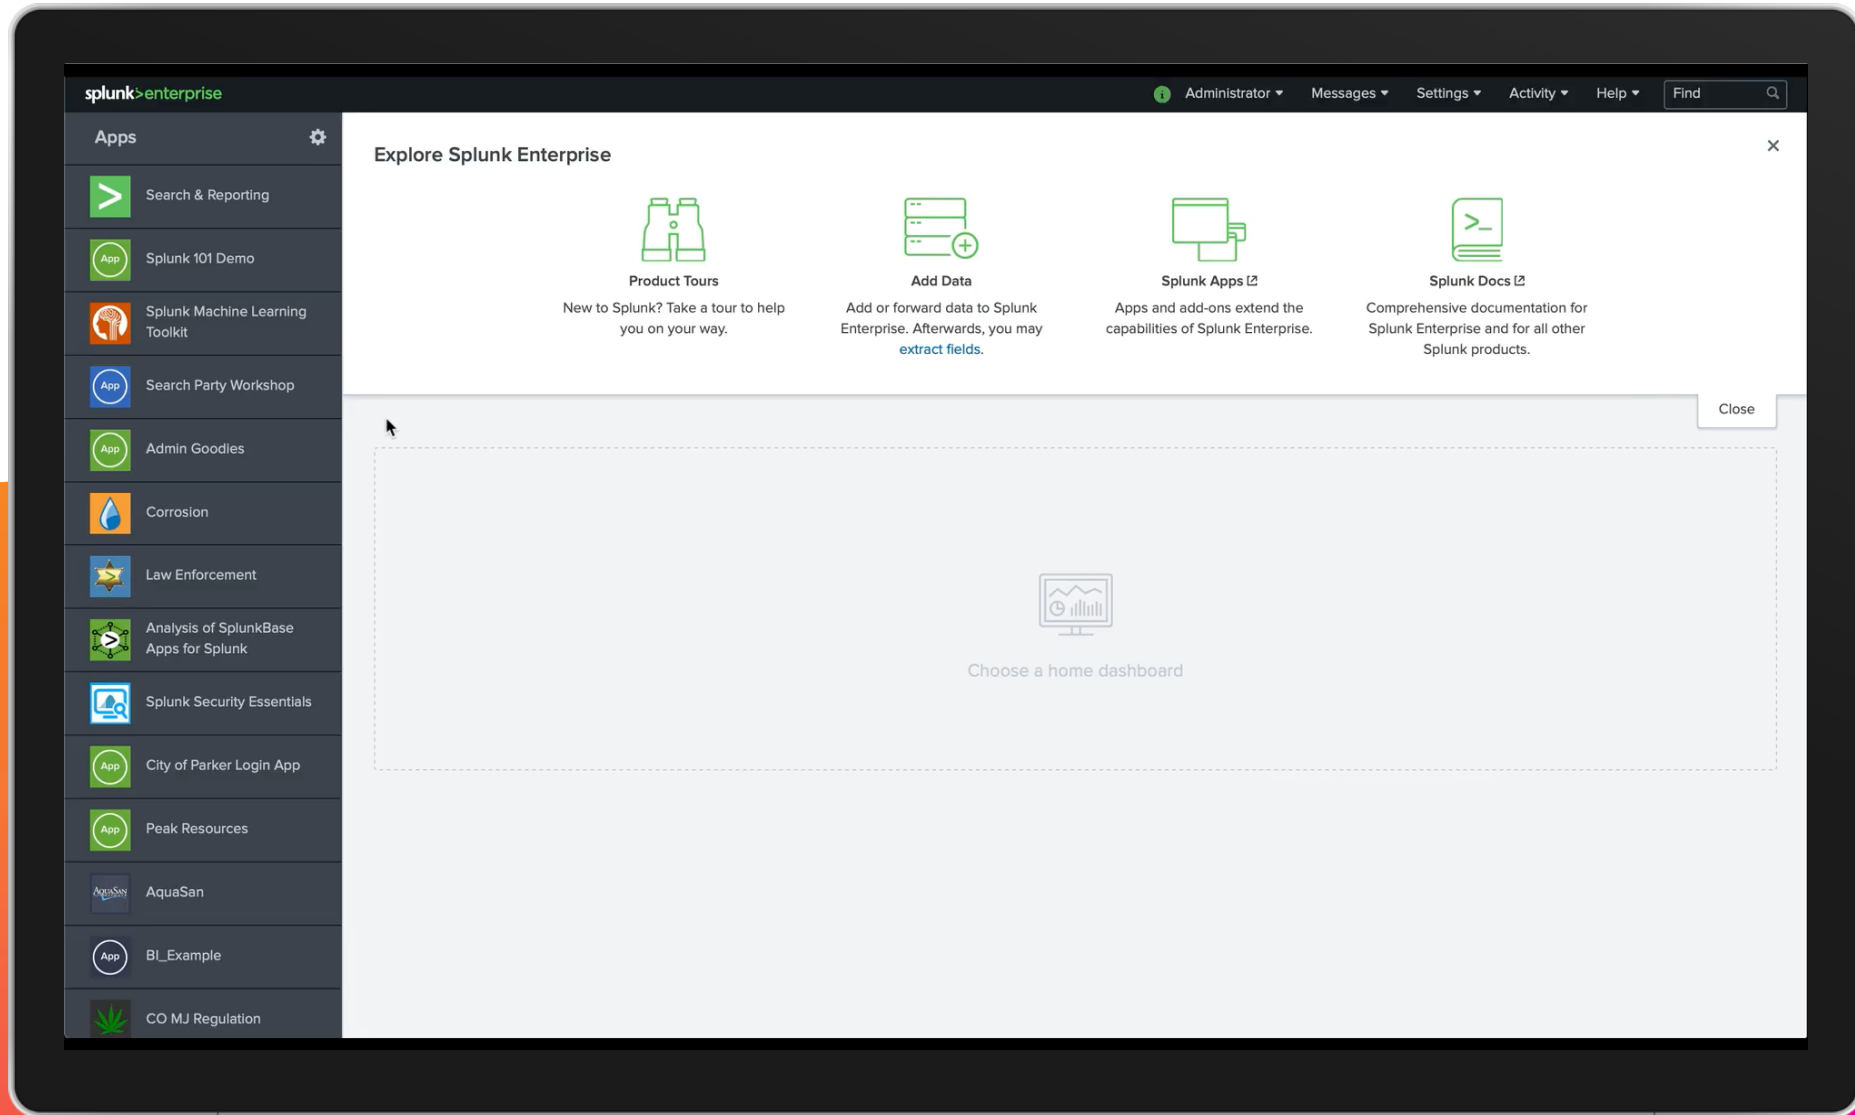 splunk>enterprise
Administrator Messages Settings Activity Help Find
Apps
Search & Reporting
App
Splunk 101 Demo
Splunk Machine Learning
Toolkit
App
Search Party Workshop
App
Admin Goodies
Corrosion
Law Enforcement
Analysis of SplunkBase
Apps for Splunk
Splunk Security Essentials
App
City of Parker Login App
App
Peak Resources
AQUASAN
AquaSan
App
BI_Example
CO MJ Regulation
Explore Splunk Enterprise
Product Tours
New to Splunk? Take a tour to help
you on your way.
Add Data
Add or forward data to Splunk
Enterprise. Afterwards, you may
extract fields.
Splunk Apps
Apps and add-ons extend the
capabilities of Splunk Enterprise.
Splunk Docs
Comprehensive documentation for
Splunk Enterprise and for all other
Splunk products.
Close
Choose a home dashboard